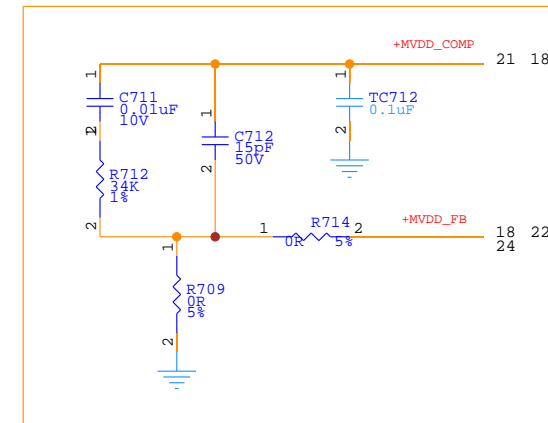 +MVDD_COMP
21 18
1
C711
0.01uF
10V
1
2
1
C712
15pF
50V
2
1
TC712
0.1uF
2
R712
34K
1%
2
1
R714
0R 5%
2
+MVDD_FB
18 22
24
1
R709
0R
5%
2